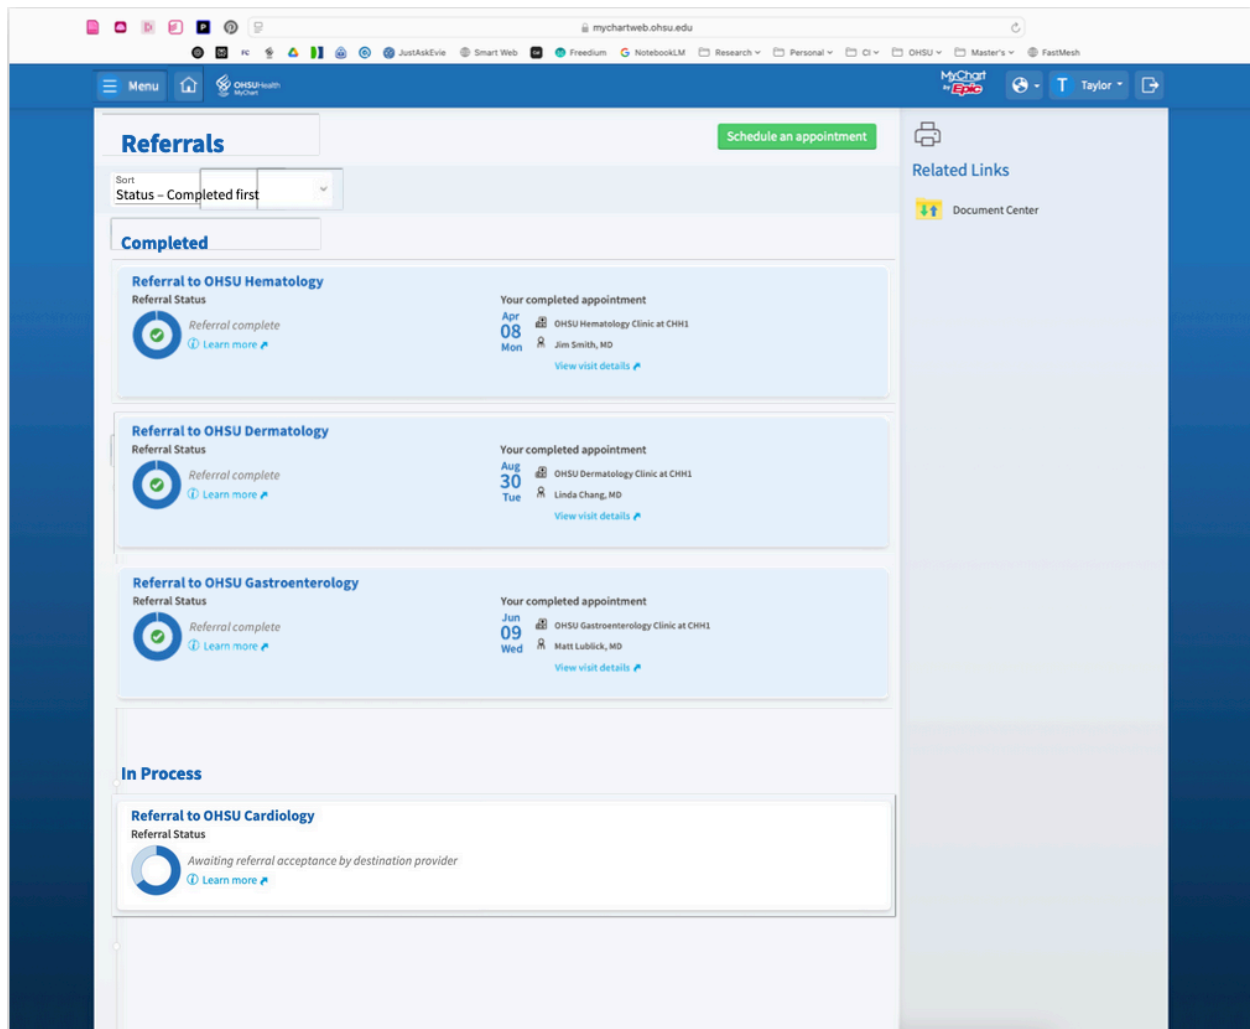 mychartweb.ohsu.edu
FC JustAskEvie Smart Web Freedium NotebookLM Research Personal CI OHSU Master's FastMesh
Menu OHSU Health MyChart MyChart by Epic T Taylor
Referrals
Schedule an appointment
Related Links
Document Center
Sort
Status – Completed first
Completed
Referral to OHSU Hematology
Referral Status
Referral complete
Learn more
Your completed appointment
Apr
08
Mon
OHSU Hematology Clinic at CHH1
Jim Smith, MD
View visit details
Referral to OHSU Dermatology
Referral Status
Referral complete
Learn more
Your completed appointment
Aug
30
Tue
OHSU Dermatology Clinic at CHH1
Linda Chang, MD
View visit details
Referral to OHSU Gastroenterology
Referral Status
Referral complete
Learn more
Your completed appointment
Jun
09
Wed
OHSU Gastroenterology Clinic at CHH1
Matt Lublick, MD
View visit details
In Process
Referral to OHSU Cardiology
Referral Status
Awaiting referral acceptance by destination provider
Learn more